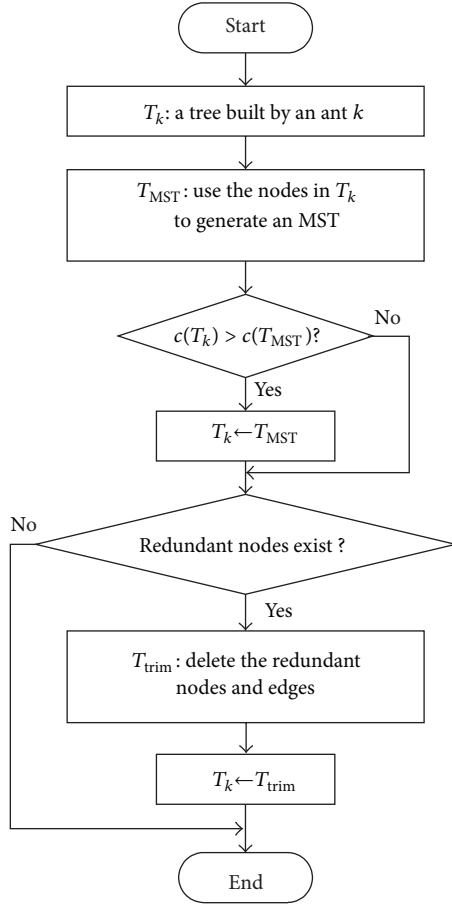 Start
T_k: a tree built by an ant k
T_MST: use the nodes in T_k
to generate an MST
c(T_k) > c(T_MST)?
No
Yes
T_k←T_MST
No
Redundant nodes exist ?
Yes
T_trim: delete the redundant
nodes and edges
T_k←T_trim
End